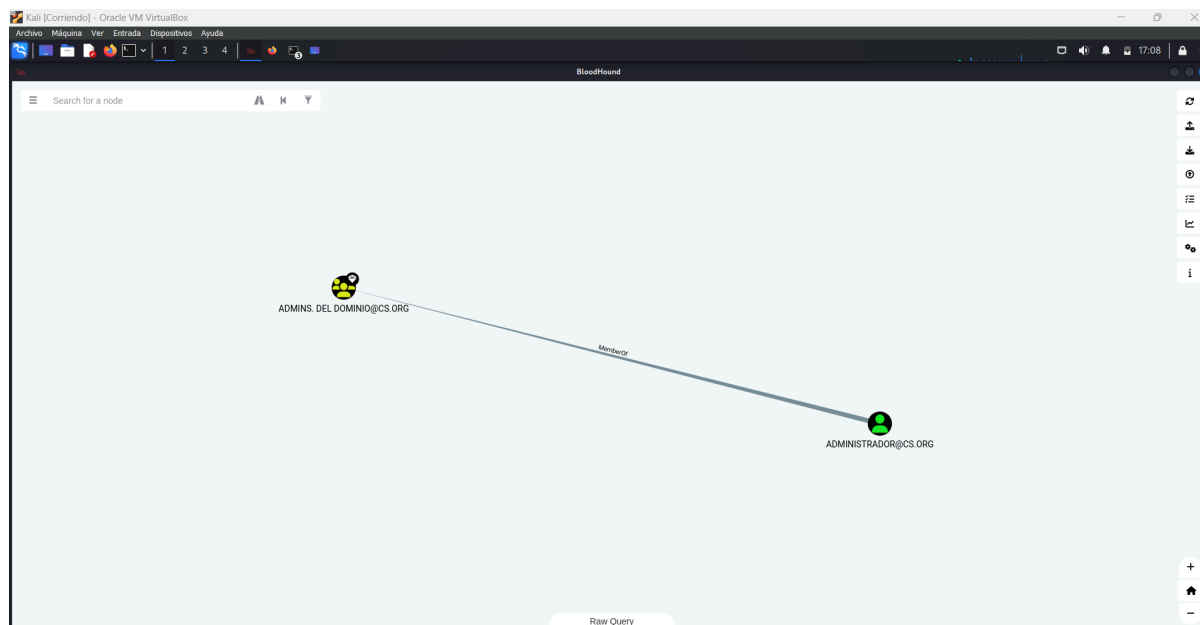 Kali [Corriendo] - Oracle VM VirtualBox
Archivo Máquina Ver Entrada Dispositivos Ayuda
1 2 3 4 3 17:08
BloodHound
Search for a node
ADMINS. DEL DOMINIO@CS.ORG
MemberOf
ADMINISTRADOR@CS.ORG
Raw Query